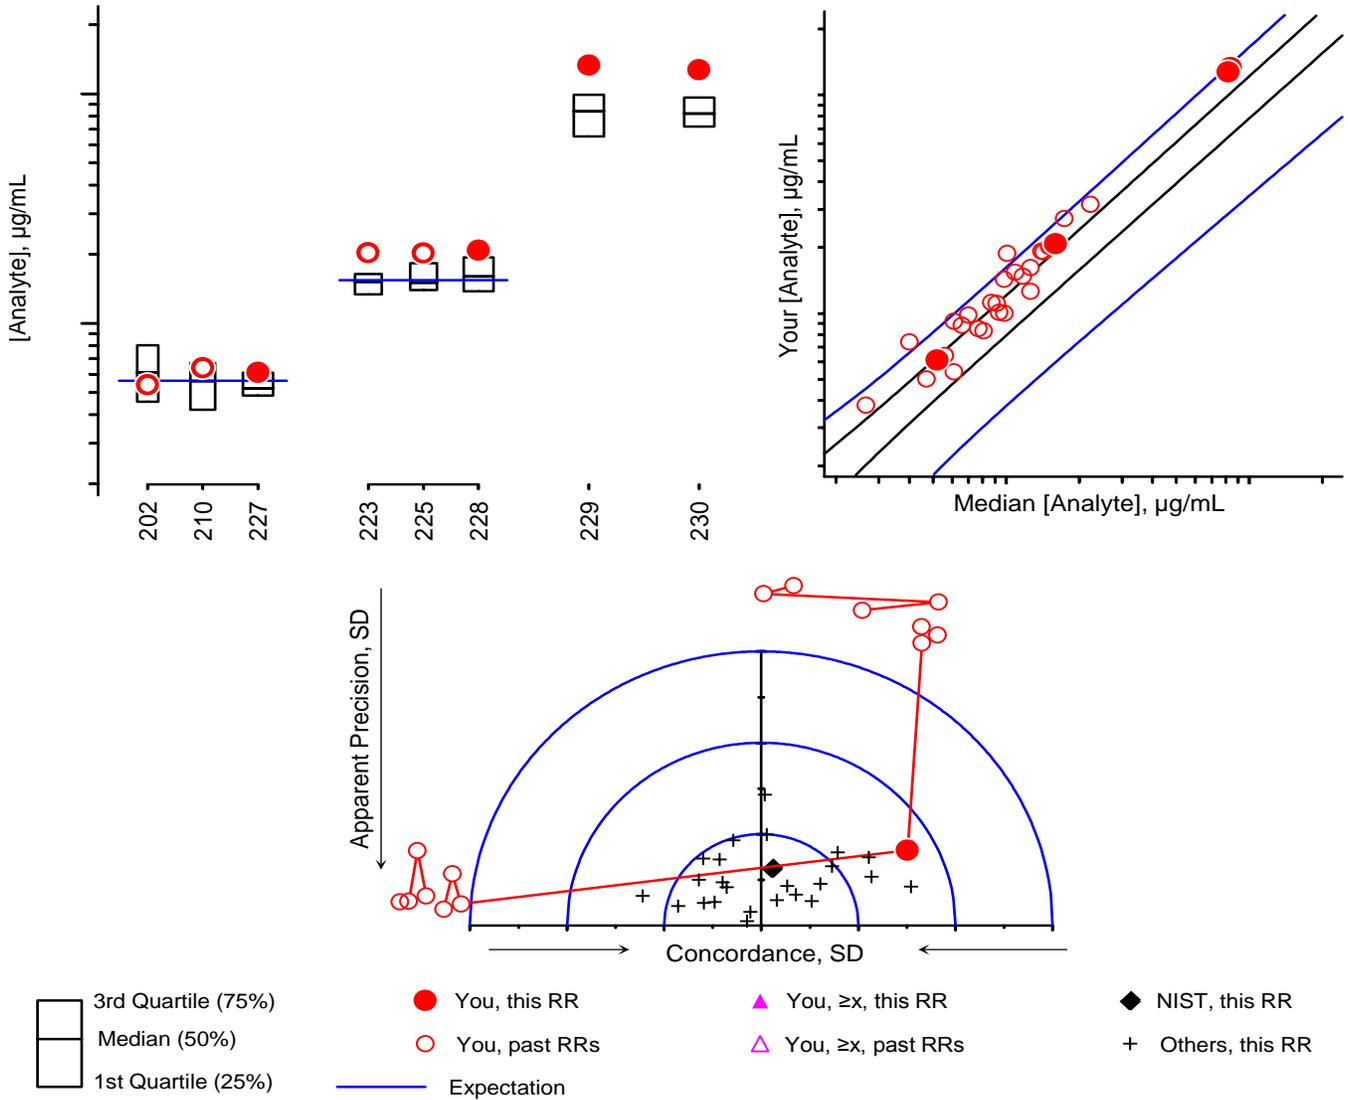 [Analyte], µg/mL
202
210
227
223
225
228
229
230
Your [Analyte], µg/mL
Median [Analyte], µg/mL
Apparent Precision, SD
Concordance, SD
3rd Quartile (75%)
Median (50%)
1st Quartile (25%)
You, this RR
You, past RRs
Expectation
You, ≥x, this RR
You, ≥x, past RRs
NIST, this RR
Others, this RR